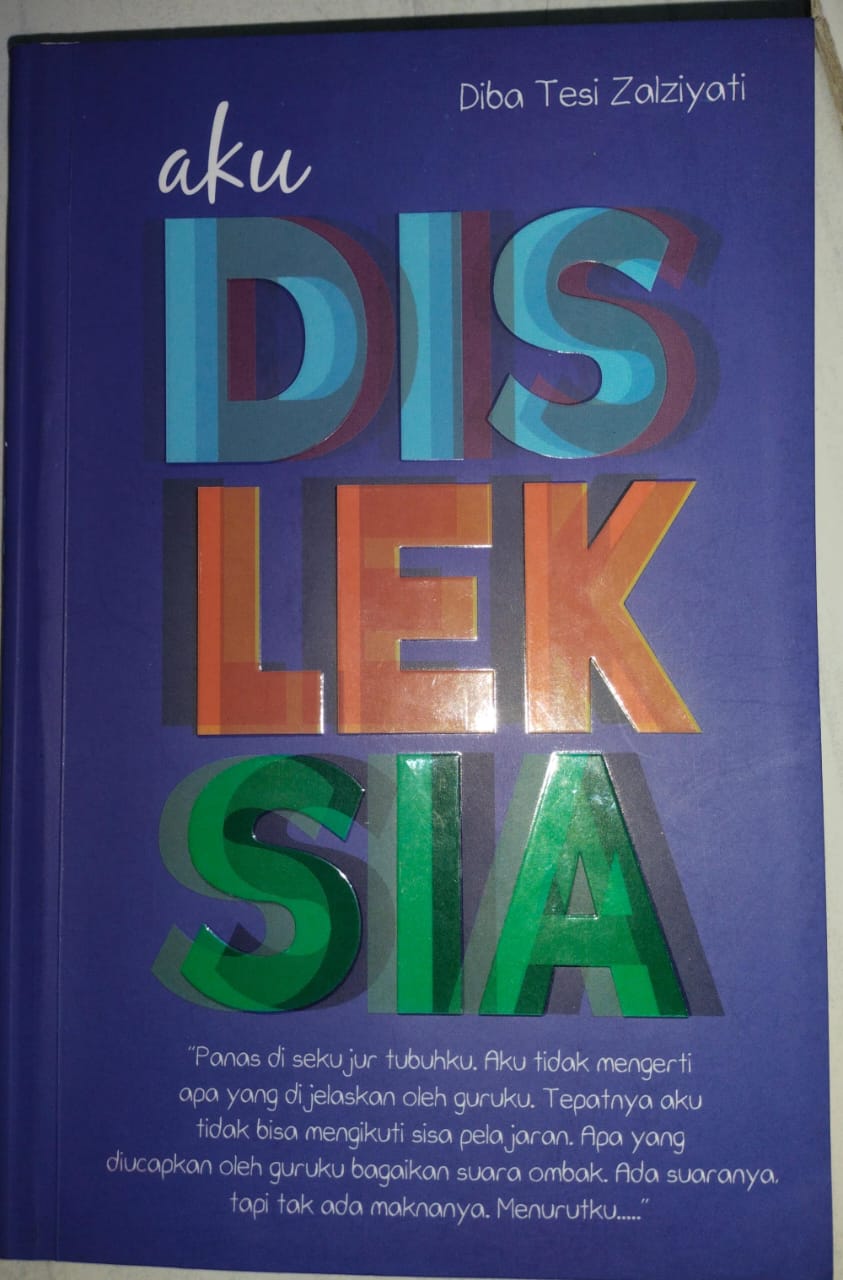 Diba Tesi Zalziyati
aku
DIS
LEK
SIA
"Panas di sekujur tubuhku. Aku tidak mengerti
apa yang dijelaskan oleh guruku. Tepatnya aku
tidak bisa mengikuti sisa pelajaran. Apa yang
diucapkan oleh guruku bagaikan suara ombak. Ada suaranya,
tapi tak ada maknanya. Menurutku....."